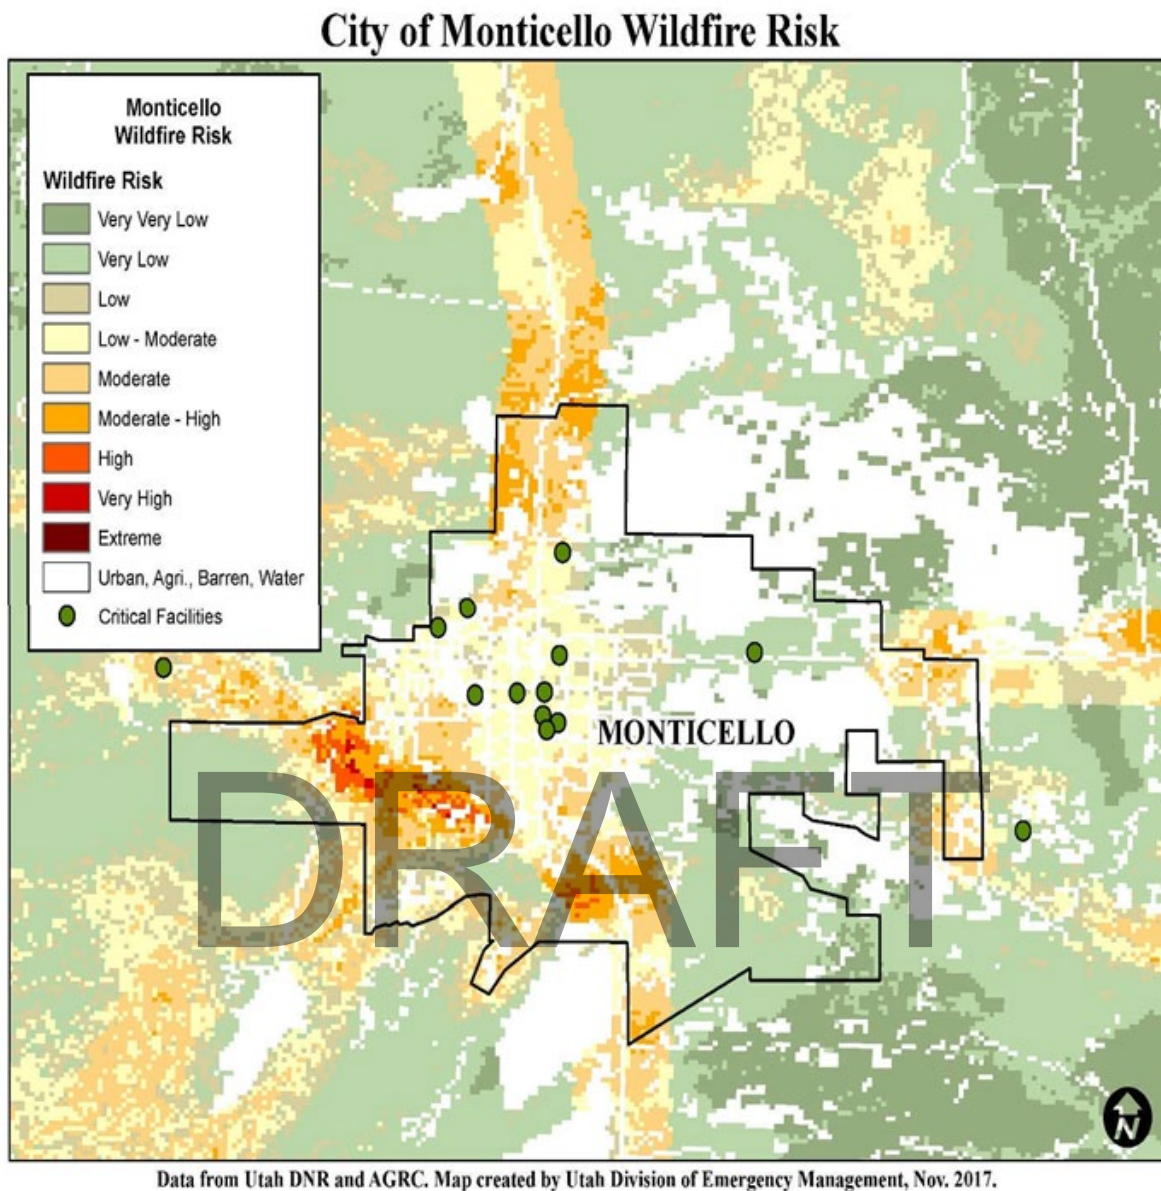 City of Monticello Wildfire Risk
Monticello
Wildfire Risk
Wildfire Risk
Very Very Low
Very Low
Low
Low - Moderate
Moderate
Moderate - High
High
Very High
Extreme
Urban, Agri., Barren, Water
Critical Facilities
MONTICELLO
DRAFT
N
Data from Utah DNR and AGRC. Map created by Utah Division of Emergency Management, Nov. 2017.